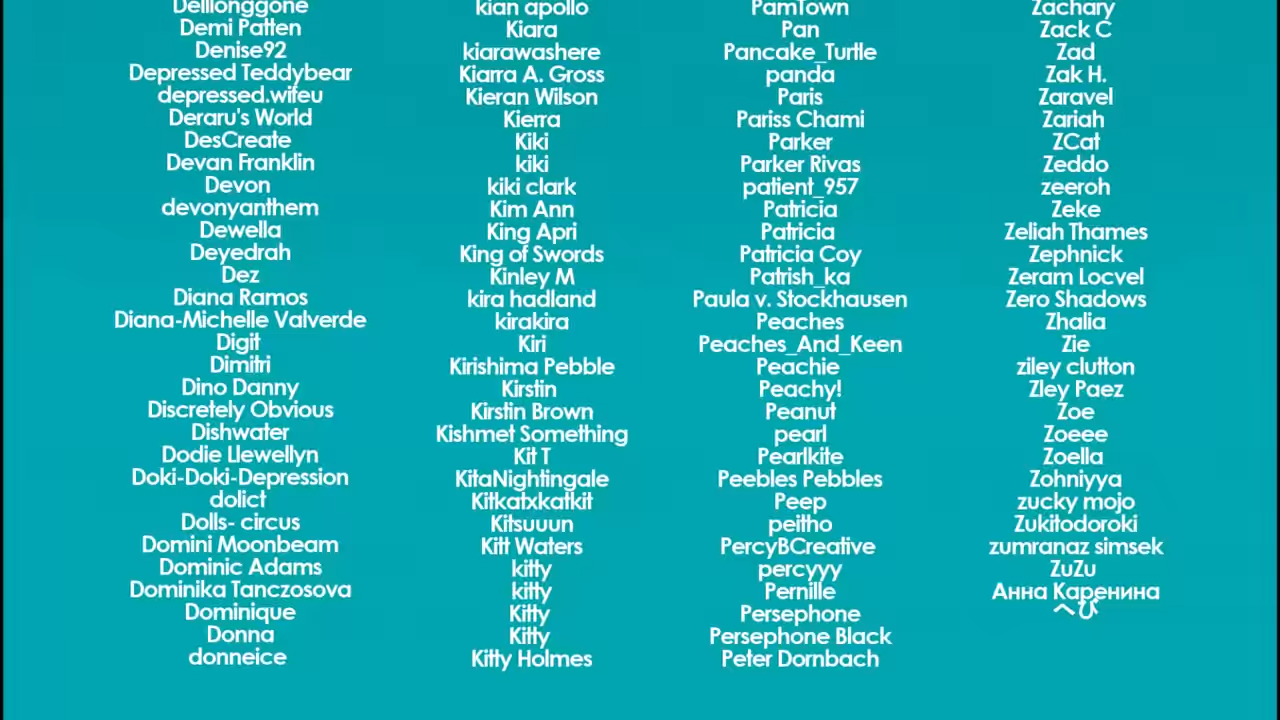 Delilonggone
Demi Patten
Denise92
Depressed Teddybear
depressed.wifeu
Deraru's World
DesCreate
Devan Franklin
Devon
devonyanthem
Dewella
Deyedrah
Dez
Diana Ramos
Diana-Michelle Valverde
Digit
Dimitri
Dino Danny
Discretely Obvious
Dishwater
Dodie Llewellyn
Doki-Doki-Depression
dolict
Dolls- circus
Domini Moonbeam
Dominic Adams
Dominika Tanczosova
Dominique
Donna
donneice
kian apollo
Kiara
kiarawashere
Kiarra A. Gross
Kieran Wilson
Kierra
Kiki
kiki
kiki clark
Kim Ann
King Apri
King of Swords
Kinley M
kira hadland
kirakira
Kiri
Kirishima Pebble
Kirstin
Kirstin Brown
Kishmet Something
Kit T
KitaNightingale
Kitkatxkatkit
Kitsuuun
Kitt Waters
kitty
kitty
Kitty
Kitty
Kitty Holmes
PamTown
Pan
Pancake_Turtle
panda
Paris
Pariss Chami
Parker
Parker Rivas
patient_957
Patricia
Patricia
Patricia Coy
Patrish_ka
Paula v. Stockhausen
Peaches
Peaches_And_Keen
Peachie
Peachy!
Peanut
pearl
Pearlkite
Peebles Pebbles
Peep
peitho
PercyBCreative
percyyy
Pernille
Persephone
Persephone Black
Peter Dornbach
Zachary
Zack C
Zad
Zak H.
Zaravel
Zariah
ZCat
Zeddo
zeeroh
Zeke
Zeliah Thames
Zephnick
Zeram Locvel
Zero Shadows
Zhalia
Zie
ziley clutton
Zley Paez
Zoe
Zoeee
Zoella
Zohniyya
zucky mojo
Zukitodoroki
zumranaz simsek
ZuZu
Анна Каренина
へび